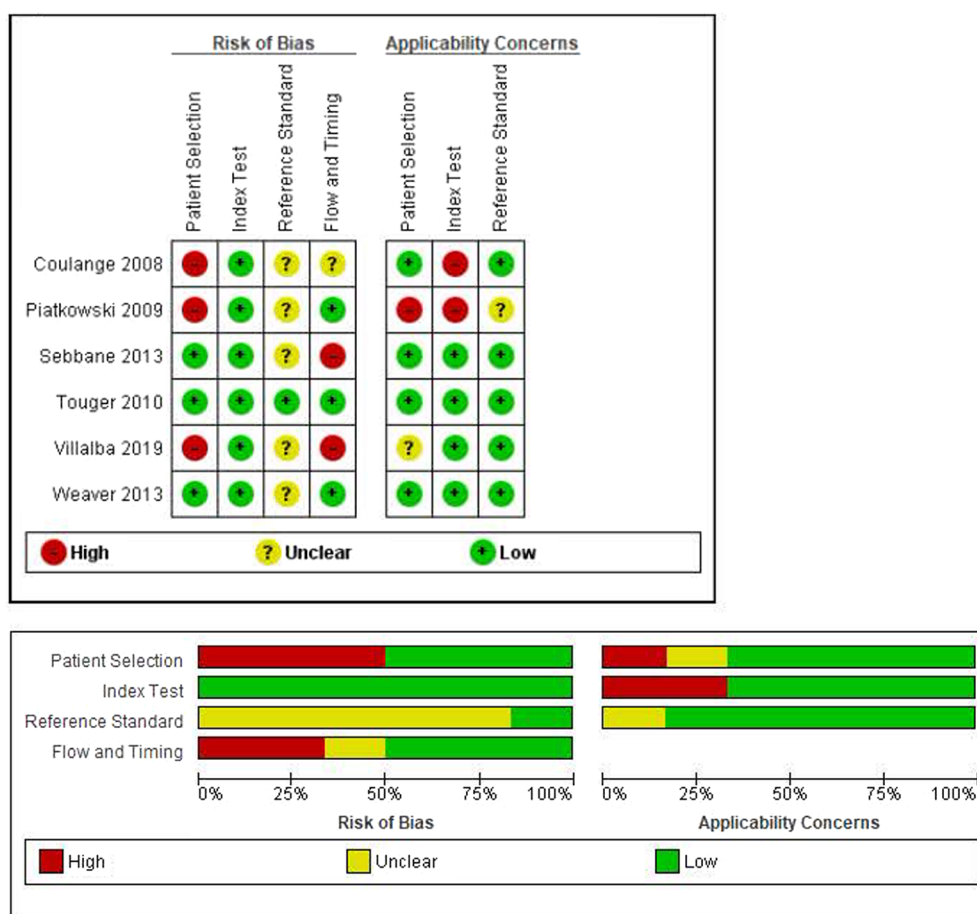 Risk of Bias Applicability Concerns
Patient Selection Index Test Reference Standard Flow and Timing Patient Selection Index Test Reference Standard
Coulange 2008 - + ? ? + - +
Piatkowski 2009 - + ? + - - ?
Sebbane 2013 + + ? - + + +
Touger 2010 + + + + + + +
Villalba 2019 - + ? - ? + +
Weaver 2013 + + ? + + + +
- High ? Unclear + Low
Patient Selection
Index Test
Reference Standard
Flow and Timing
0% 25% 50% 75% 100% 0% 25% 50% 75% 100%
Risk of Bias Applicability Concerns
High Unclear Low